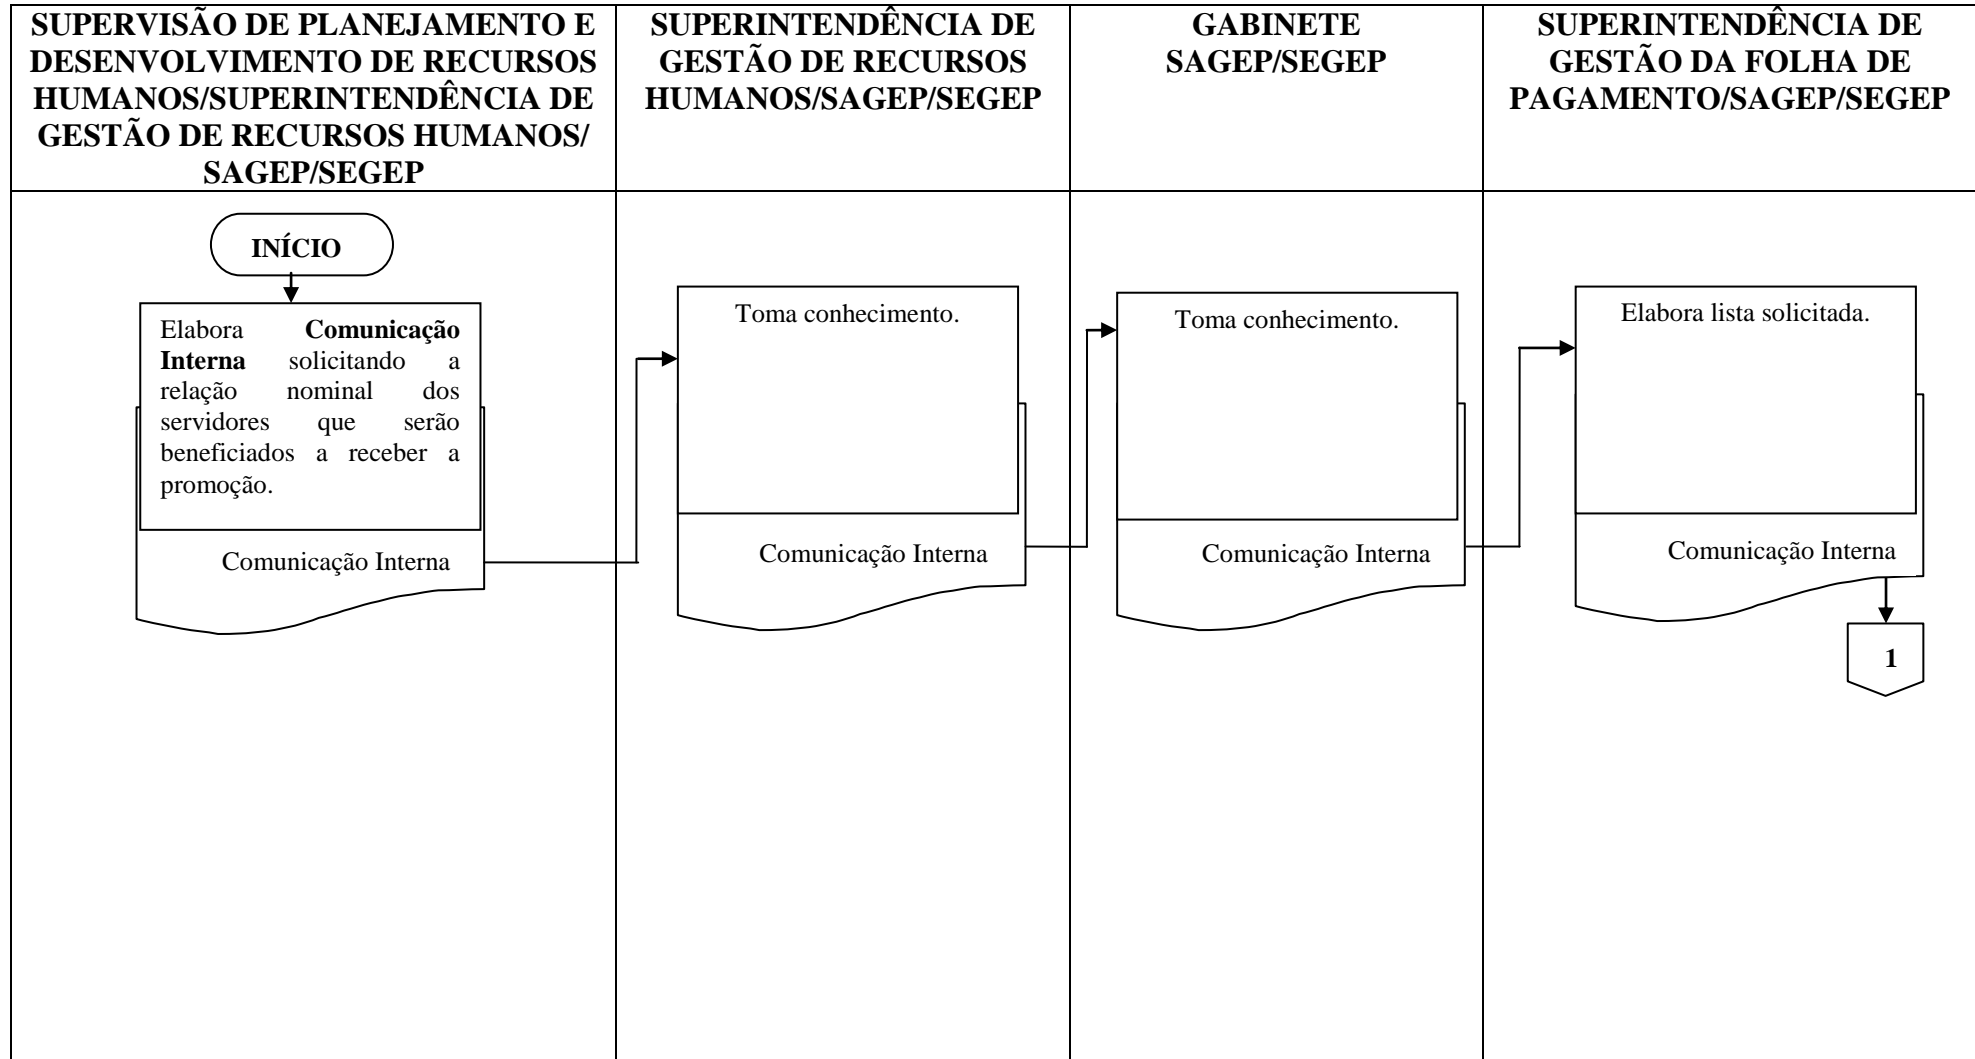 SUPERVISÃO DE PLANEJAMENTO E
DESENVOLVIMENTO DE RECURSOS
HUMANOS/SUPERINTENDÊNCIA DE
GESTÃO DE RECURSOS HUMANOS/
SAGEP/SEGEP
SUPERINTENDÊNCIA DE
GESTÃO DE RECURSOS
HUMANOS/SAGEP/SEGEP
GABINETE
SAGEP/SEGEP
SUPERINTENDÊNCIA DE
GESTÃO DA FOLHA DE
PAGAMENTO/SAGEP/SEGEP
INÍCIO
Elabora Comunicação
Interna solicitando a
relação nominal dos
servidores que serão
beneficiados a receber a
promoção.
Comunicação Interna
Toma conhecimento.
Comunicação Interna
Toma conhecimento.
Comunicação Interna
Elabora lista solicitada.
Comunicação Interna
1